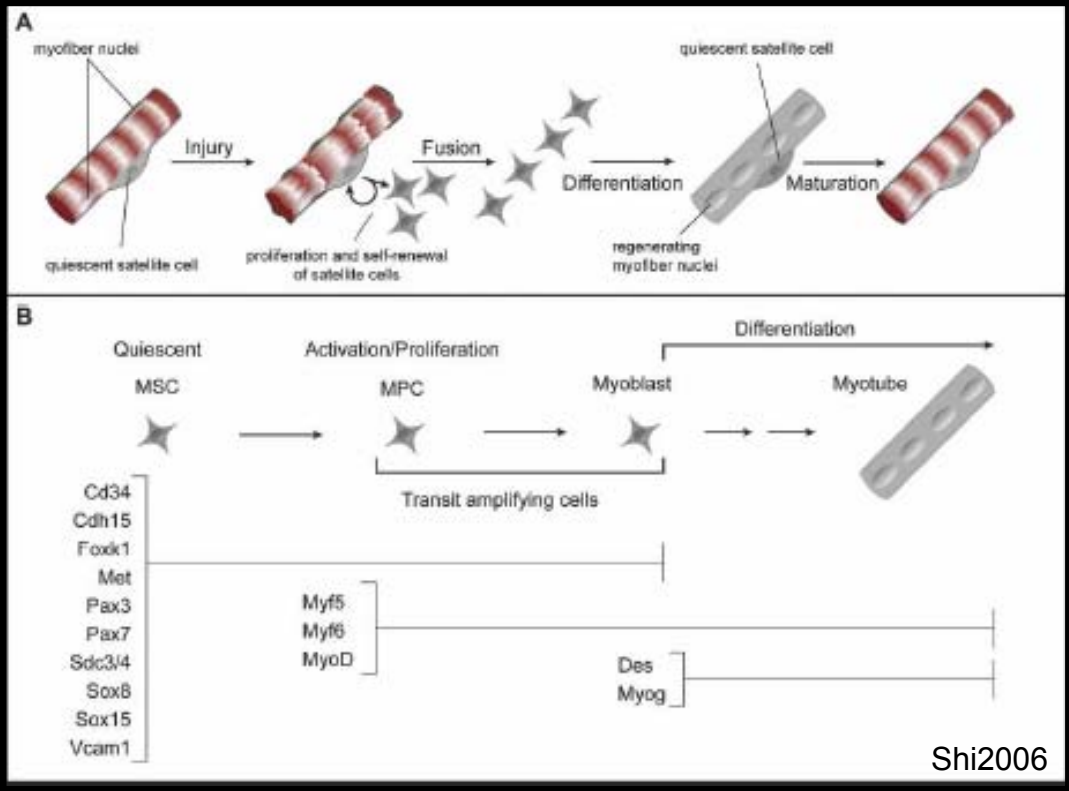 A
myofiber nuclei
quiescent satellite cell
Injury
Fusion
Differentiation
Maturation
quiescent satellite cell
proliferation and self-renewal
of satellite cells
regenerating
myofiber nuclei
B
Differentiation
Quiescent
Activation/Proliferation
MSC
MPC
Myoblast
Myotube
Transit amplifying cells
Cd34
Cdh15
Foxk1
Met
Pax3
Pax7
Sdc3/4
Sox8
Sox15
Vcam1
Myf5
Myf6
MyoD
Des
Myog
Shi2006